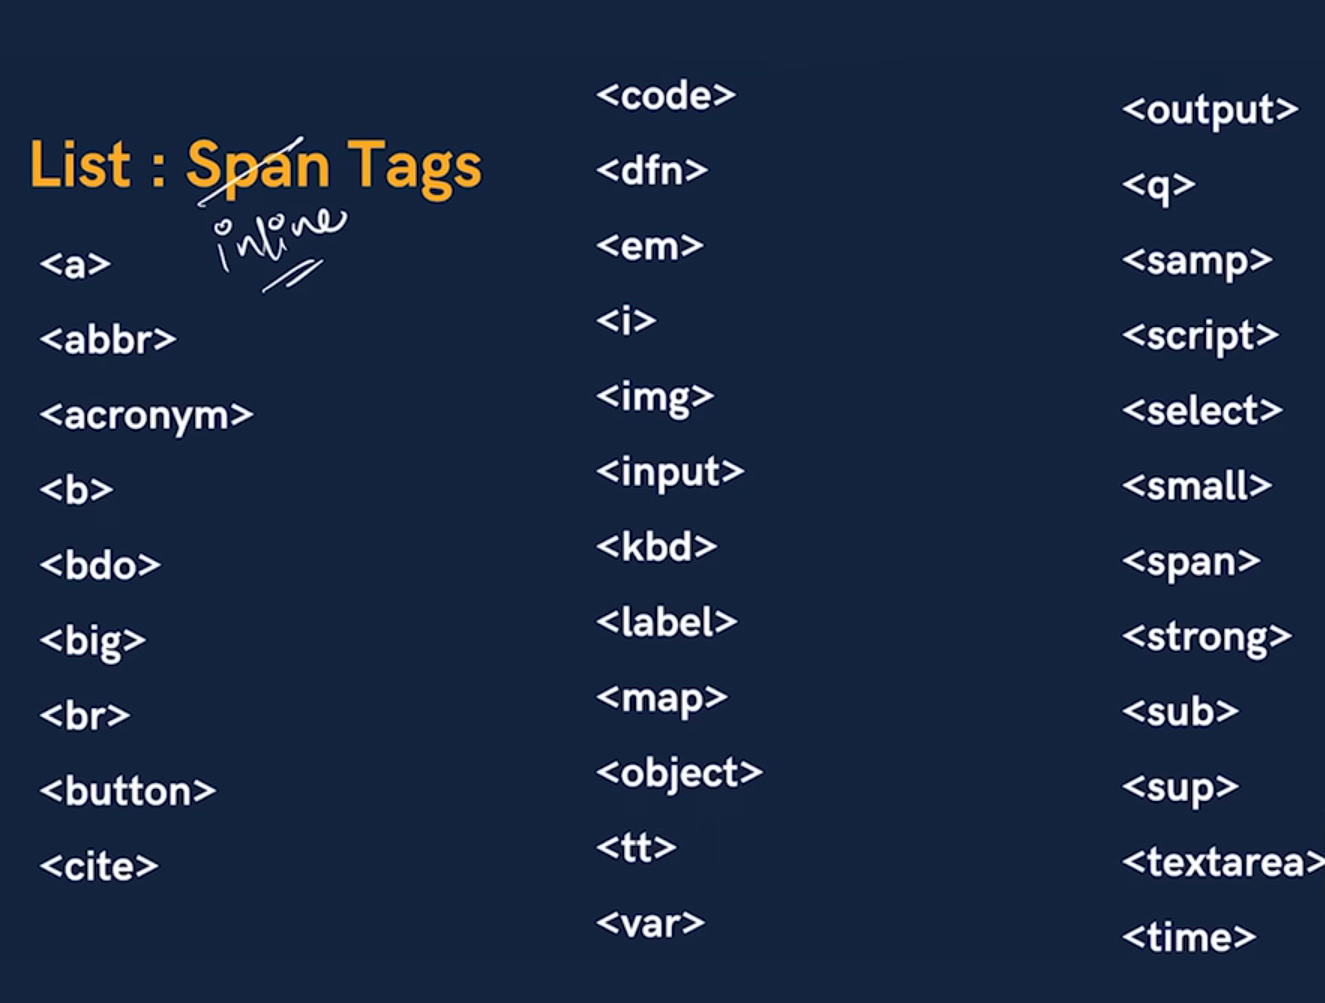 List : Span Tags
inline
<a>
<abbr>
<acronym>
<b>
<bdo>
<big>
<br>
<button>
<cite>
<code>
<dfn>
<em>
<i>
<img>
<input>
<kbd>
<label>
<map>
<object>
<tt>
<var>
<output>
<q>
<samp>
<script>
<select>
<small>
<span>
<strong>
<sub>
<sup>
<textarea>
<time>